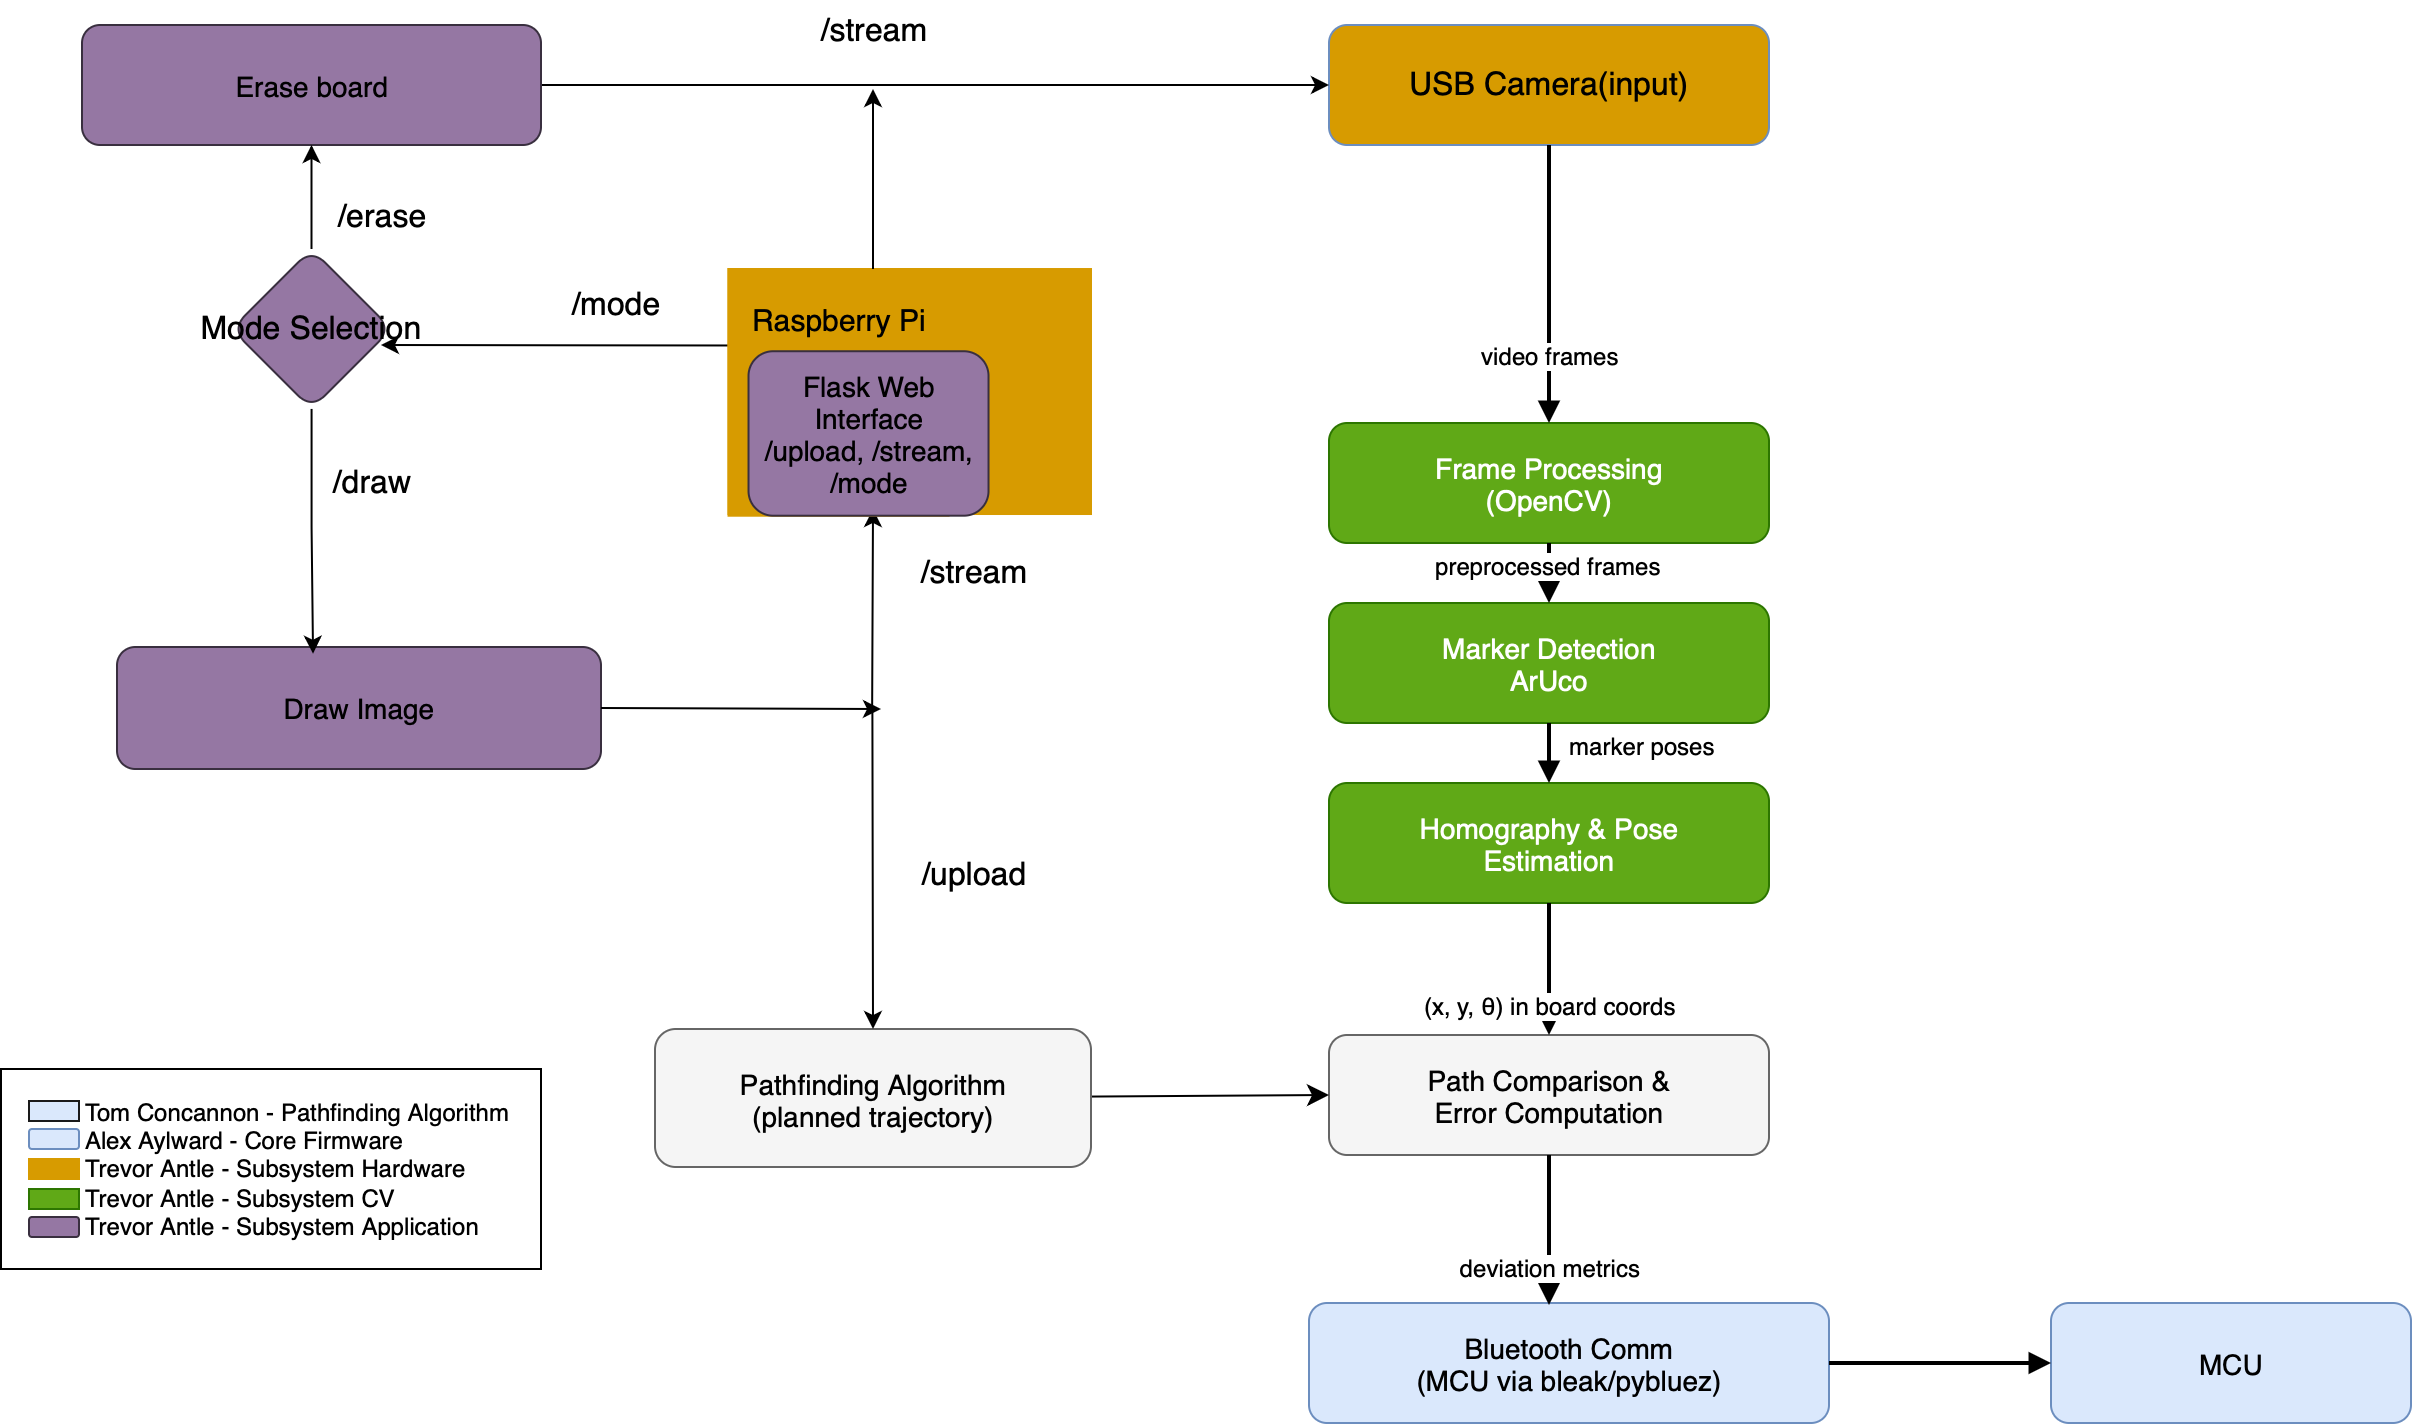 /stream
Erase board
USB Camera(input)
/erase
/mode
Mode Selection
Raspberry Pi
Flask Web
Interface
/upload, /stream,
/mode
video frames
/draw
Frame Processing
(OpenCV)
/stream
preprocessed frames
Marker Detection
ArUco
Draw Image
marker poses
/upload
Homography & Pose
Estimation
(x, y, θ) in board coords
Pathfinding Algorithm
(planned trajectory)
Path Comparison &
Error Computation
Tom Concannon - Pathfinding Algorithm
Alex Aylward - Core Firmware
Trevor Antle - Subsystem Hardware
Trevor Antle - Subsystem CV
Trevor Antle - Subsystem Application
deviation metrics
Bluetooth Comm
(MCU via bleak/pybluez)
MCU